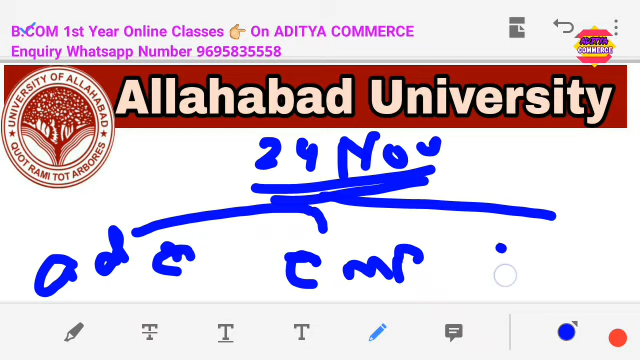 B.COM 1st Year Online Classes 👉 On ADITYA COMMERCE
Enquiry Whatsapp Number 9695835558
ADITYA
COMMERCE
UNIVERSITY OF ALLAHABAD
QUOT RAMI TOT ARBORES
Allahabad University
24 Nov
T T T